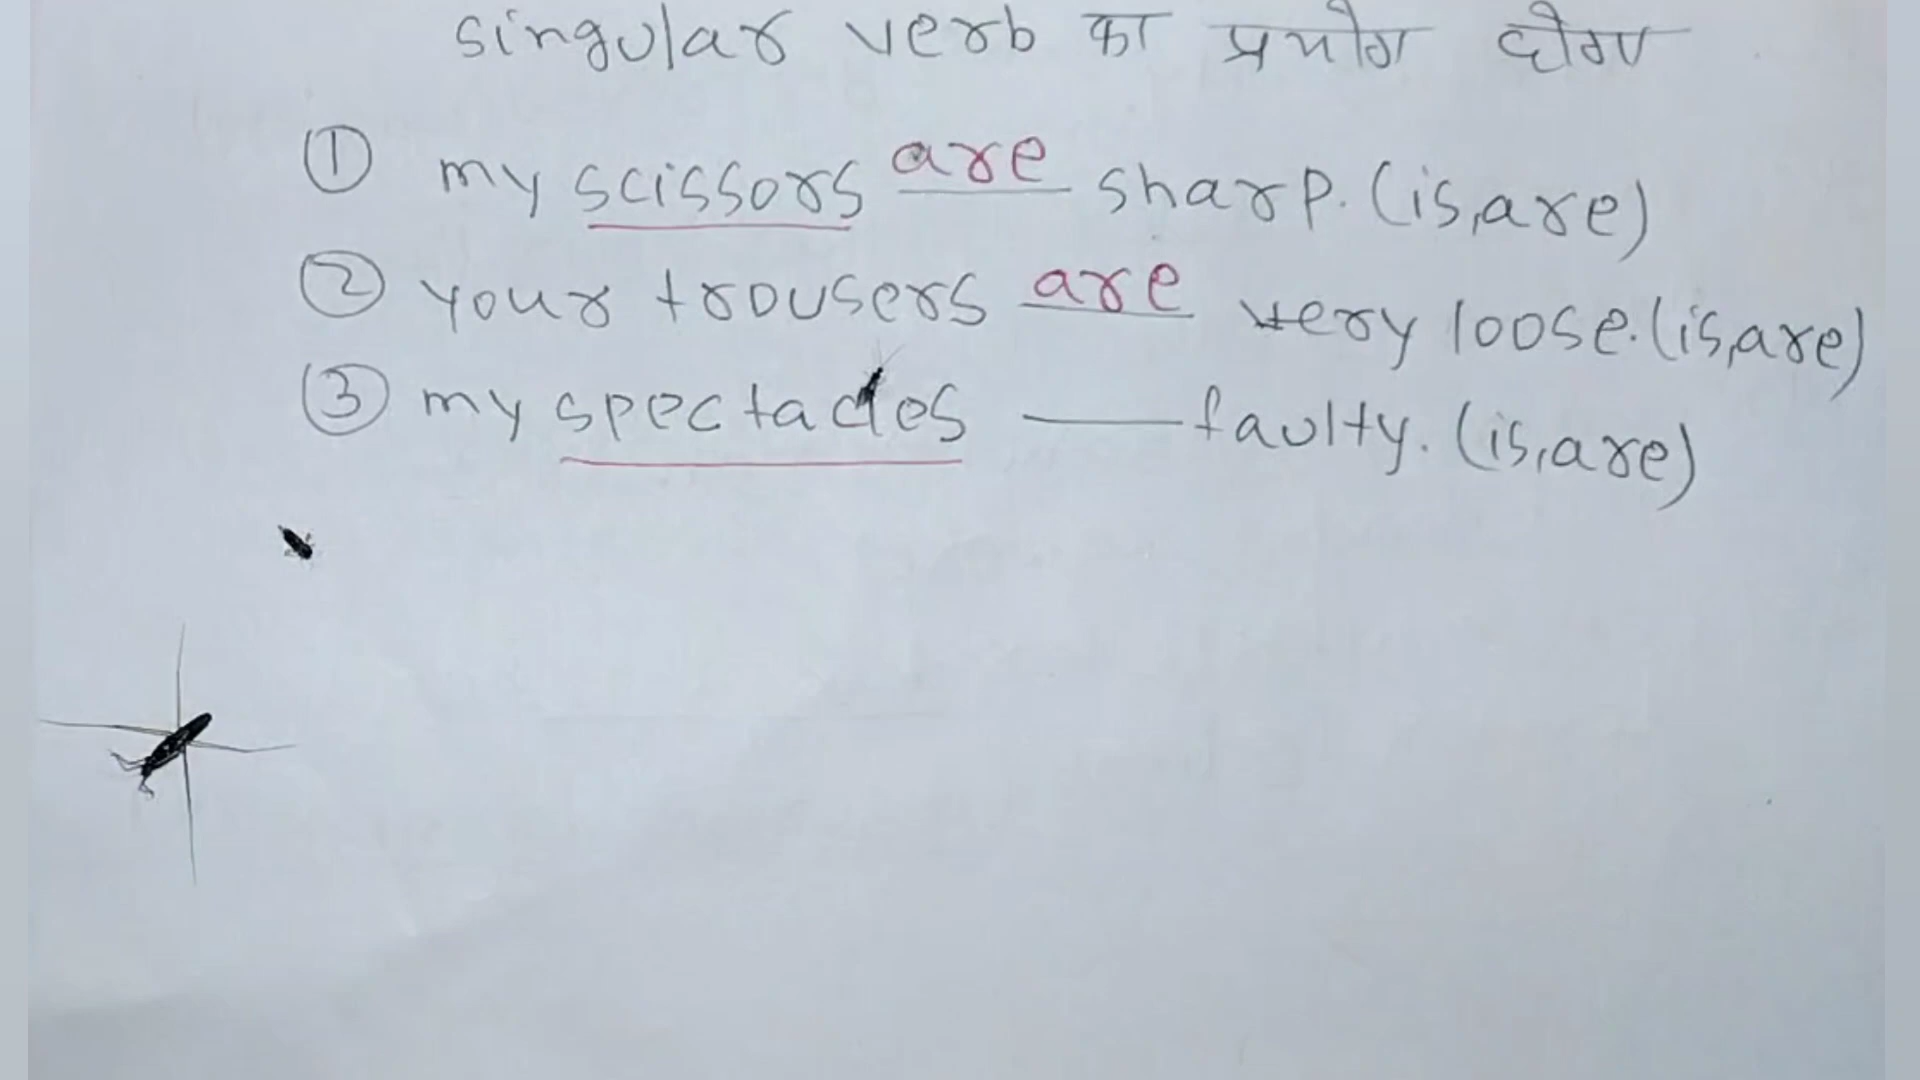 singular verb का प्रयोग होगा
① my scissors are sharp. (is, are)
② your trousers are very loose. (is, are)
③ my spectacles ___ faulty. (is, are)